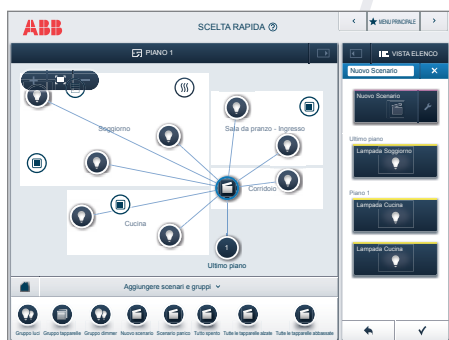 ABB
SCELTA RAPIDA ?
MENU PRINCIPALE
PIANO 1
VISTA ELENCO
Nuovo Scenario
Nuovo Scenario
Soggiorno
Sala da pranzo - Ingresso
Ultimo piano
Lampada Soggiorno
Corridoio
Piano 1
Lampada Cucina
Cucina
1
Ultimo piano
Lampada Cucina
Aggiungere scenari e gruppi
Gruppo luci
Gruppo tapparelle
Gruppo dimmer
Nuovo scenario
Scenario panico
Tutto spento
Tutte le tapparelle alzate
Tutte le tapparelle abbassate